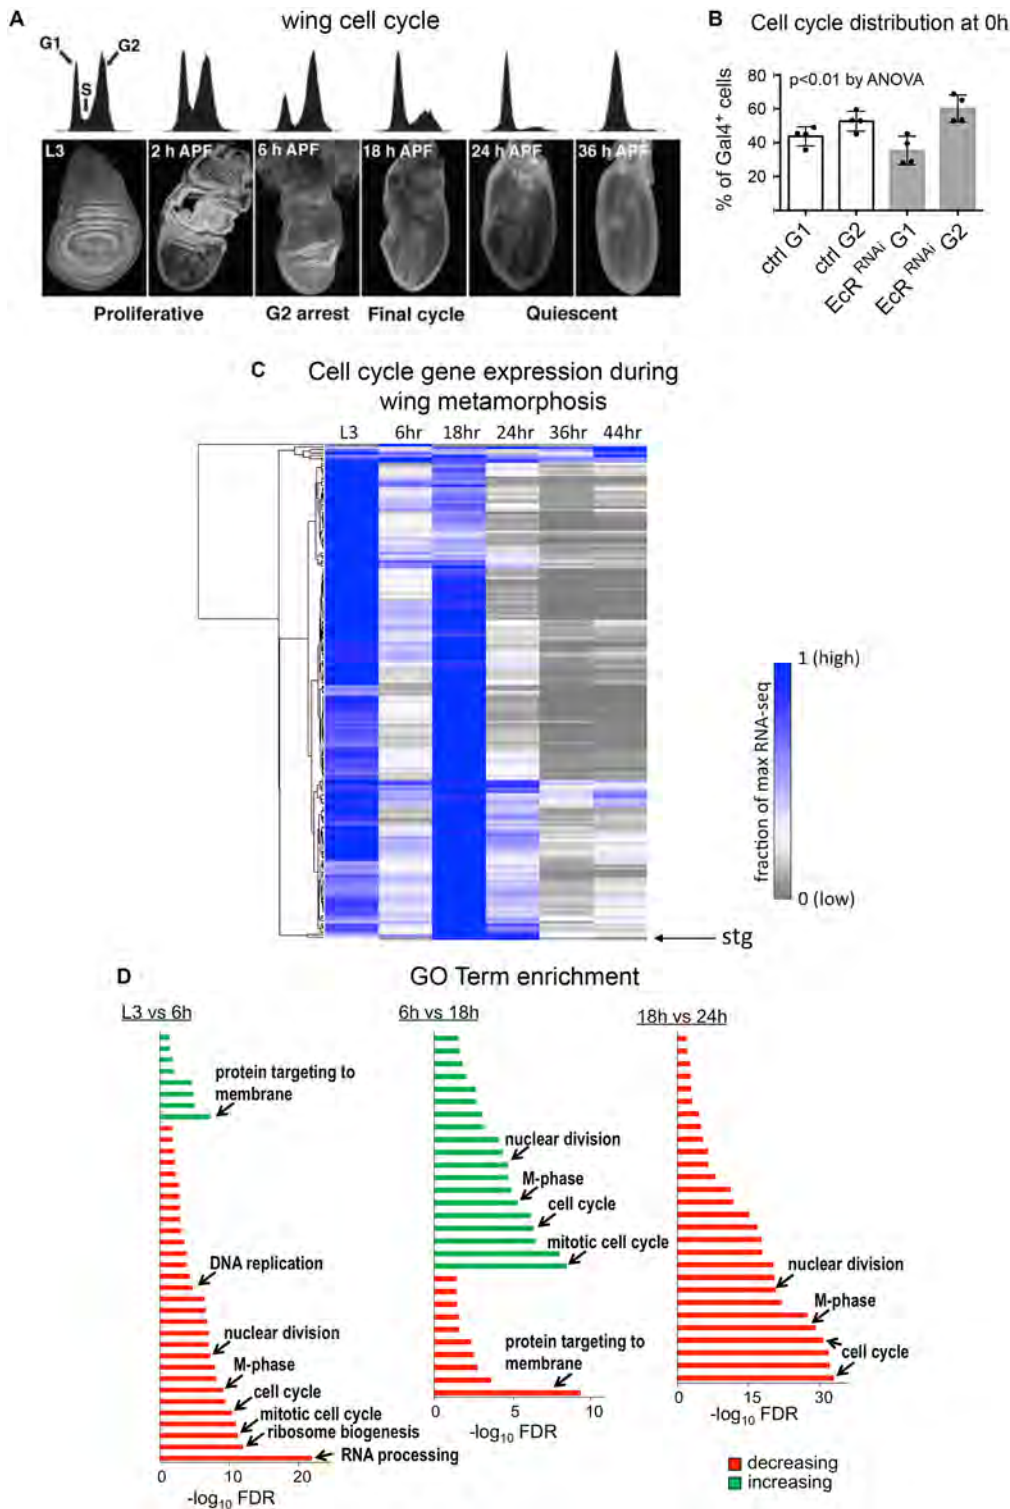 A
wing cell cycle
G1
S
G2
L3
2 h APF
6 h APF
18 h APF
24 h APF
36 h APF
Proliferative
G2 arrest
Final cycle
Quiescent
B
Cell cycle distribution at 0h
p<0.01 by ANOVA
% of Gal4⁺ cells
80
60
40
20
ctrl G1
ctrl G2
EcR RNAi G1
EcR RNAi G2
C
Cell cycle gene expression during
wing metamorphosis
L3 6hr 18hr 24hr 36hr 44hr
1 (high)
fraction of max RNA-seq
0 (low)
stg
D
GO Term enrichment
L3 vs 6h
protein targeting to
membrane
DNA replication
nuclear division
M-phase
cell cycle
mitotic cell cycle
ribosome biogenesis
RNA processing
0 10 20
-log₁₀ FDR
6h vs 18h
nuclear division
M-phase
cell cycle
mitotic cell cycle
protein targeting to
membrane
0 5 10
-log₁₀ FDR
18h vs 24h
nuclear division
M-phase
cell cycle
0 10 20 30
-log₁₀ FDR
decreasing
increasing